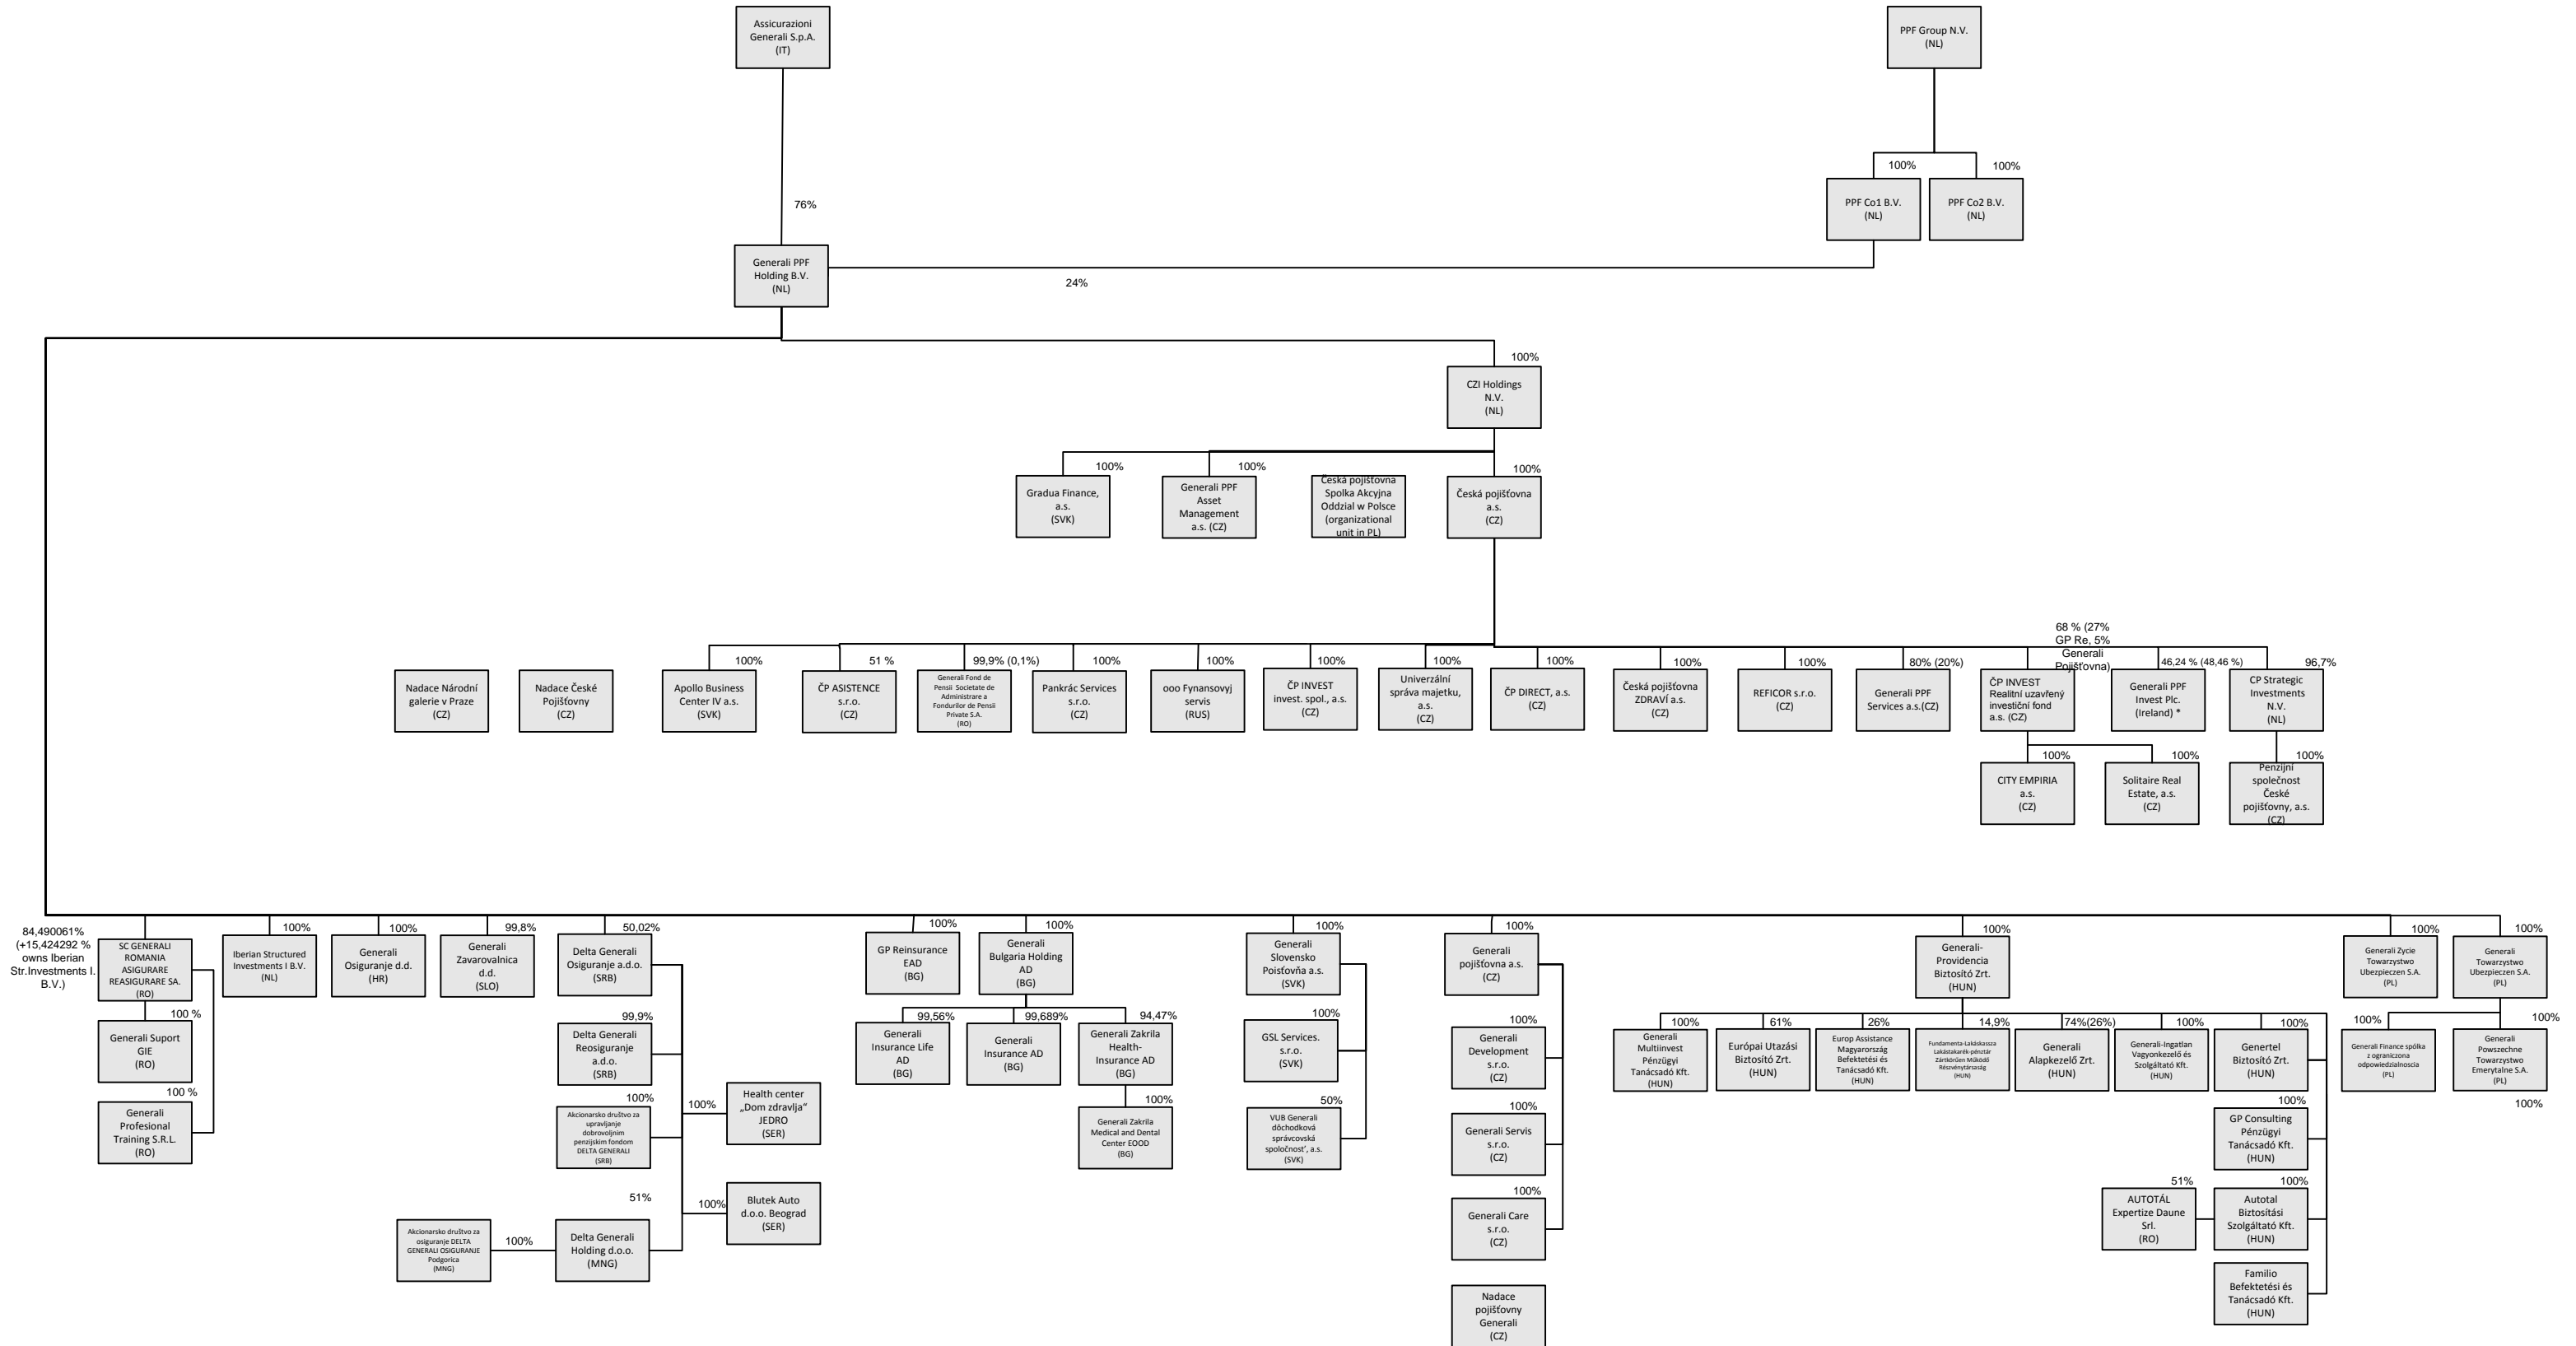 Assicurazioni
Generali S.p.A.
(IT)
PPF Group N.V.
(NL)
100%
100%
PPF Co1 B.V.
(NL)
PPF Co2 B.V.
(NL)
76%
Generali PPF
Holding B.V.
(NL)
24%
100%
CZI Holdings
N.V.
(NL)
100%
Gradua Finance,
a.s.
(SVK)
100%
Generali PPF
Asset
Management
a.s. (CZ)
Česká pojišťovna
Spolka Akcyjna
Oddzial w Polsce
(organizational
unit in PL)
100%
Česká pojišťovna
a.s.
(CZ)
Nadace Národní
galerie v Praze
(CZ)
Nadace České
Pojišťovny
(CZ)
100%
Apollo Business
Center IV a.s.
(SVK)
51 %
ČP ASISTENCE
s.r.o.
(CZ)
99,9% (0,1%)
Generali Fond de
Pensii Societate de
Administrare a
Fondurilor de Pensii
Private S.A.
(RO)
100%
Pankrác Services
s.r.o.
(CZ)
100%
ooo Fynansovyj
servis
(RUS)
100%
ČP INVEST
invest. spol., a.s.
(CZ)
100%
Univerzální
správa majetku,
a.s.
(CZ)
100%
ČP DIRECT, a.s.
(CZ)
100%
Česká pojišťovna
ZDRAVÍ a.s.
(CZ)
100%
REFICOR s.r.o.
(CZ)
80% (20%)
Generali PPF
Services a.s.(CZ)
68 % (27%
GP Re, 5%
Generali
Pojišťovna)
ČP INVEST
Realitní uzavřený
investiční fond
a.s. (CZ)
46,24 % (48,46 %)
Generali PPF
Invest Plc.
(Ireland) *
96,7%
CP Strategic
Investments
N.V.
(NL)
100%
CITY EMPIRIA
a.s.
(CZ)
100%
Solitaire Real
Estate, a.s.
(CZ)
100%
Penzijní
společnost
České
pojišťovny, a.s.
(CZ)
84,490061%
(+15,424292 %
owns Iberian
Str.Investments I.
B.V.)
SC GENERALI
ROMANIA
ASIGURARE
REASIGURARE SA.
(RO)
100 %
Generali Suport
GIE
(RO)
100 %
Generali
Profesional
Training S.R.L.
(RO)
100%
Iberian Structured
Investments I B.V.
(NL)
100%
Generali
Osiguranje d.d.
(HR)
99,8%
Generali
Zavarovalnica
d.d.
(SLO)
50,02%
Delta Generali
Osiguranje a.d.o.
(SRB)
99.9%
Delta Generali
Reosiguranje
a.d.o.
(SRB)
100%
Akcionarsko društvo za
upravljanje
dobrovoljnim
penzijskim fondom
DELTA GENERALI
(SRB)
100%
Health center
„Dom zdravlja“
JEDRO
(SER)
100%
Blutek Auto
d.o.o. Beograd
(SER)
51%
Delta Generali
Holding d.o.o.
(MNG)
100%
Akcionarsko društvo za
osiguranje DELTA
GENERALI OSIGURANJE
Podgorica
(MNG)
100%
GP Reinsurance
EAD
(BG)
100%
Generali
Bulgaria Holding
AD
(BG)
99,56%
Generali
Insurance Life
AD
(BG)
99,689%
Generali
Insurance AD
(BG)
94,47%
Generali Zakrila
Health-
Insurance AD
(BG)
100%
Generali Zakrila
Medical and Dental
Center EOOD
(BG)
100%
Generali
Slovensko
Poisťovňa a.s.
(SVK)
100%
GSL Services.
s.r.o.
(SVK)
50%
VUB Generali
dôchodková
správcovská
spoločnosť, a.s.
(SVK)
100%
Generali
pojišťovna a.s.
(CZ)
100%
Generali
Development
s.r.o.
(CZ)
100%
Generali Servis
s.r.o.
(CZ)
100%
Generali Care
s.r.o.
(CZ)
Nadace
pojišťovny
Generali
(CZ)
100%
Generali-
Providencia
Biztosító Zrt.
(HUN)
100%
Generali
Multiinvest
Pénzügyi
Tanácsadó Kft.
(HUN)
61%
Európai Utazási
Biztosító Zrt.
(HUN)
26%
Europ Assistance
Magyarország
Befektetési és
Tanácsadó Kft.
(HUN)
14,9%
Fundamenta-Lakáskassza
Lakástakarék-pénztár
Zártkörűen Működő
Részvénytársaság
(HUN)
74%(26%)
Generali
Alapkezelő Zrt.
(HUN)
100%
Generali-Ingatlan
Vagyonkezelő és
Szolgáltató Kft.
(HUN)
100%
Genertel
Biztosító Zrt.
(HUN)
100%
GP Consulting
Pénzügyi
Tanácsadó Kft.
(HUN)
51%
AUTOTÁL
Expertize Daune
Srl.
(RO)
100%
Autotal
Biztosítási
Szolgáltató Kft.
(HUN)
Familio
Befektetési és
Tanácsadó Kft.
(HUN)
100%
Generali Zycie
Towarzystwo
Ubezpieczen S.A.
(PL)
100%
Generali
Towarzystwo
Ubezpieczen S.A.
(PL)
100%
Generali Finance spólka
z ograniczona
odpowiedzialnoscia
(PL)
100%
Generali
Powszechne
Towarzystwo
Emerytalne S.A.
(PL)
100%